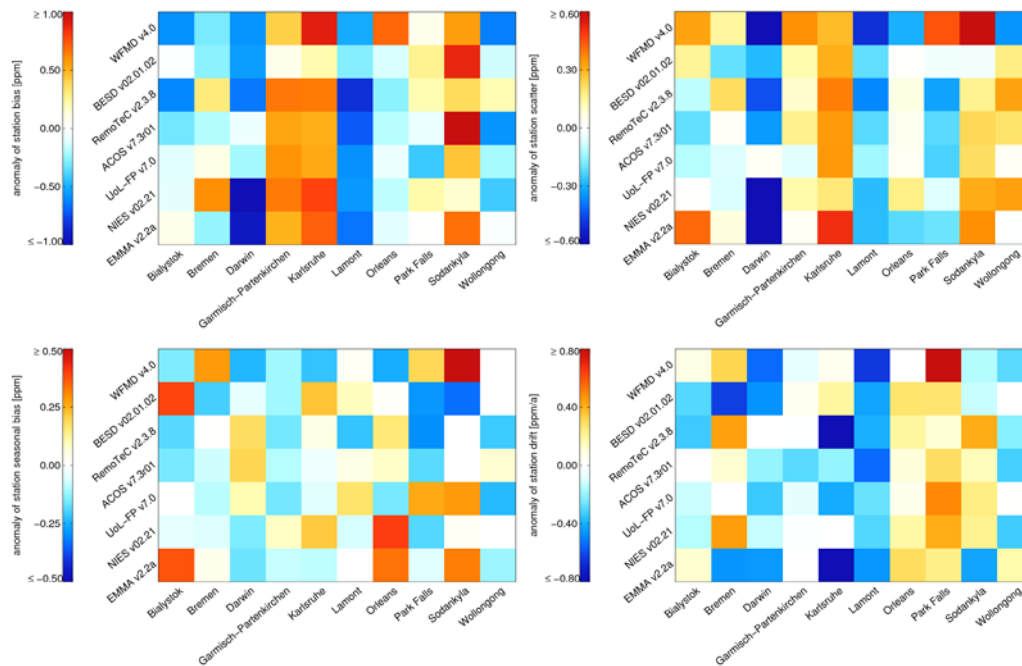 ≥ 1.00
0.50
0.00
−0.50
≤ −1.00
anomaly of station bias [ppm]
WFMD v4.0
BESD v02.01.02
RemoTeC v2.3.8
ACOS v7.3r01
UoL−FP v7.0
NIES v02.21
EMMA v2.2a
Bialystok
Bremen
Darwin
Garmisch−Partenkirchen
Karlsruhe
Lamont
Orleans
Park Falls
Sodankyla
Wollongong
≥ 0.60
0.30
0.00
−0.30
≤ −0.60
anomaly of station scatter [ppm]
WFMD v4.0
BESD v02.01.02
RemoTeC v2.3.8
ACOS v7.3r01
UoL−FP v7.0
NIES v02.21
EMMA v2.2a
Bialystok
Bremen
Darwin
Garmisch−Partenkirchen
Karlsruhe
Lamont
Orleans
Park Falls
Sodankyla
Wollongong
≥ 0.50
0.25
0.00
−0.25
≤ −0.50
anomaly of station seasonal bias [ppm]
WFMD v4.0
BESD v02.01.02
RemoTeC v2.3.8
ACOS v7.3r01
UoL−FP v7.0
NIES v02.21
EMMA v2.2a
Bialystok
Bremen
Darwin
Garmisch−Partenkirchen
Karlsruhe
Lamont
Orleans
Park Falls
Sodankyla
Wollongong
≥ 0.80
0.40
0.00
−0.40
≤ −0.80
anomaly of station drift [ppm/a]
WFMD v4.0
BESD v02.01.02
RemoTeC v2.3.8
ACOS v7.3r01
UoL−FP v7.0
NIES v02.21
EMMA v2.2a
Bialystok
Bremen
Darwin
Garmisch−Partenkirchen
Karlsruhe
Lamont
Orleans
Park Falls
Sodankyla
Wollongong